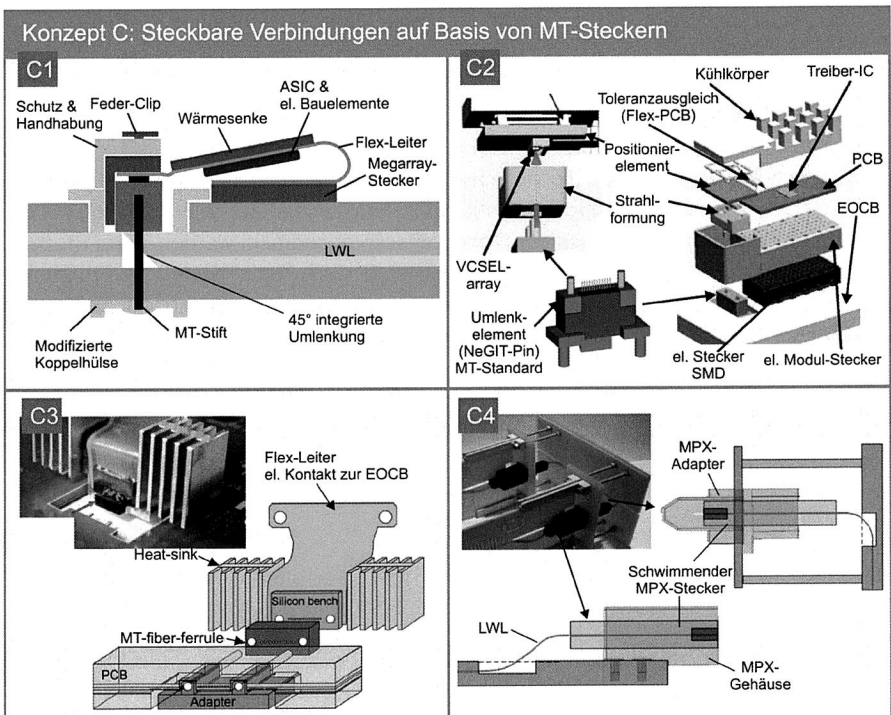 Konzept C: Steckbare Verbindungen auf Basis von MT-Steckern
C1
Schutz &
Handhabung
Feder-Clip
Wärmesenke
ASIC &
el. Bauelemente
Flex-Leiter
Megarray-
Stecker
LWL
Modifizierte
Koppelhülse
MT-Stift
45° integrierte
Umlenkung
C2
Kühlkörper
Treiber-IC
Toleranzausgleich
(Flex-PCB)
Positionier-
element
PCB
Strahl-
formung
EOCB
VCSEL-
array
Umlenk-
element
(NeGIT-Pin)
MT-Standard
el. Stecker
SMD
el. Modul-Stecker
C3
Flex-Leiter
el. Kontakt zur EOCB
Heat-sink
Silicon bench
MT-fiber-ferrule
PCB
Adapter
C4
MPX-
Adapter
Schwimmender
MPX-Stecker
LWL
MPX-
Gehäuse